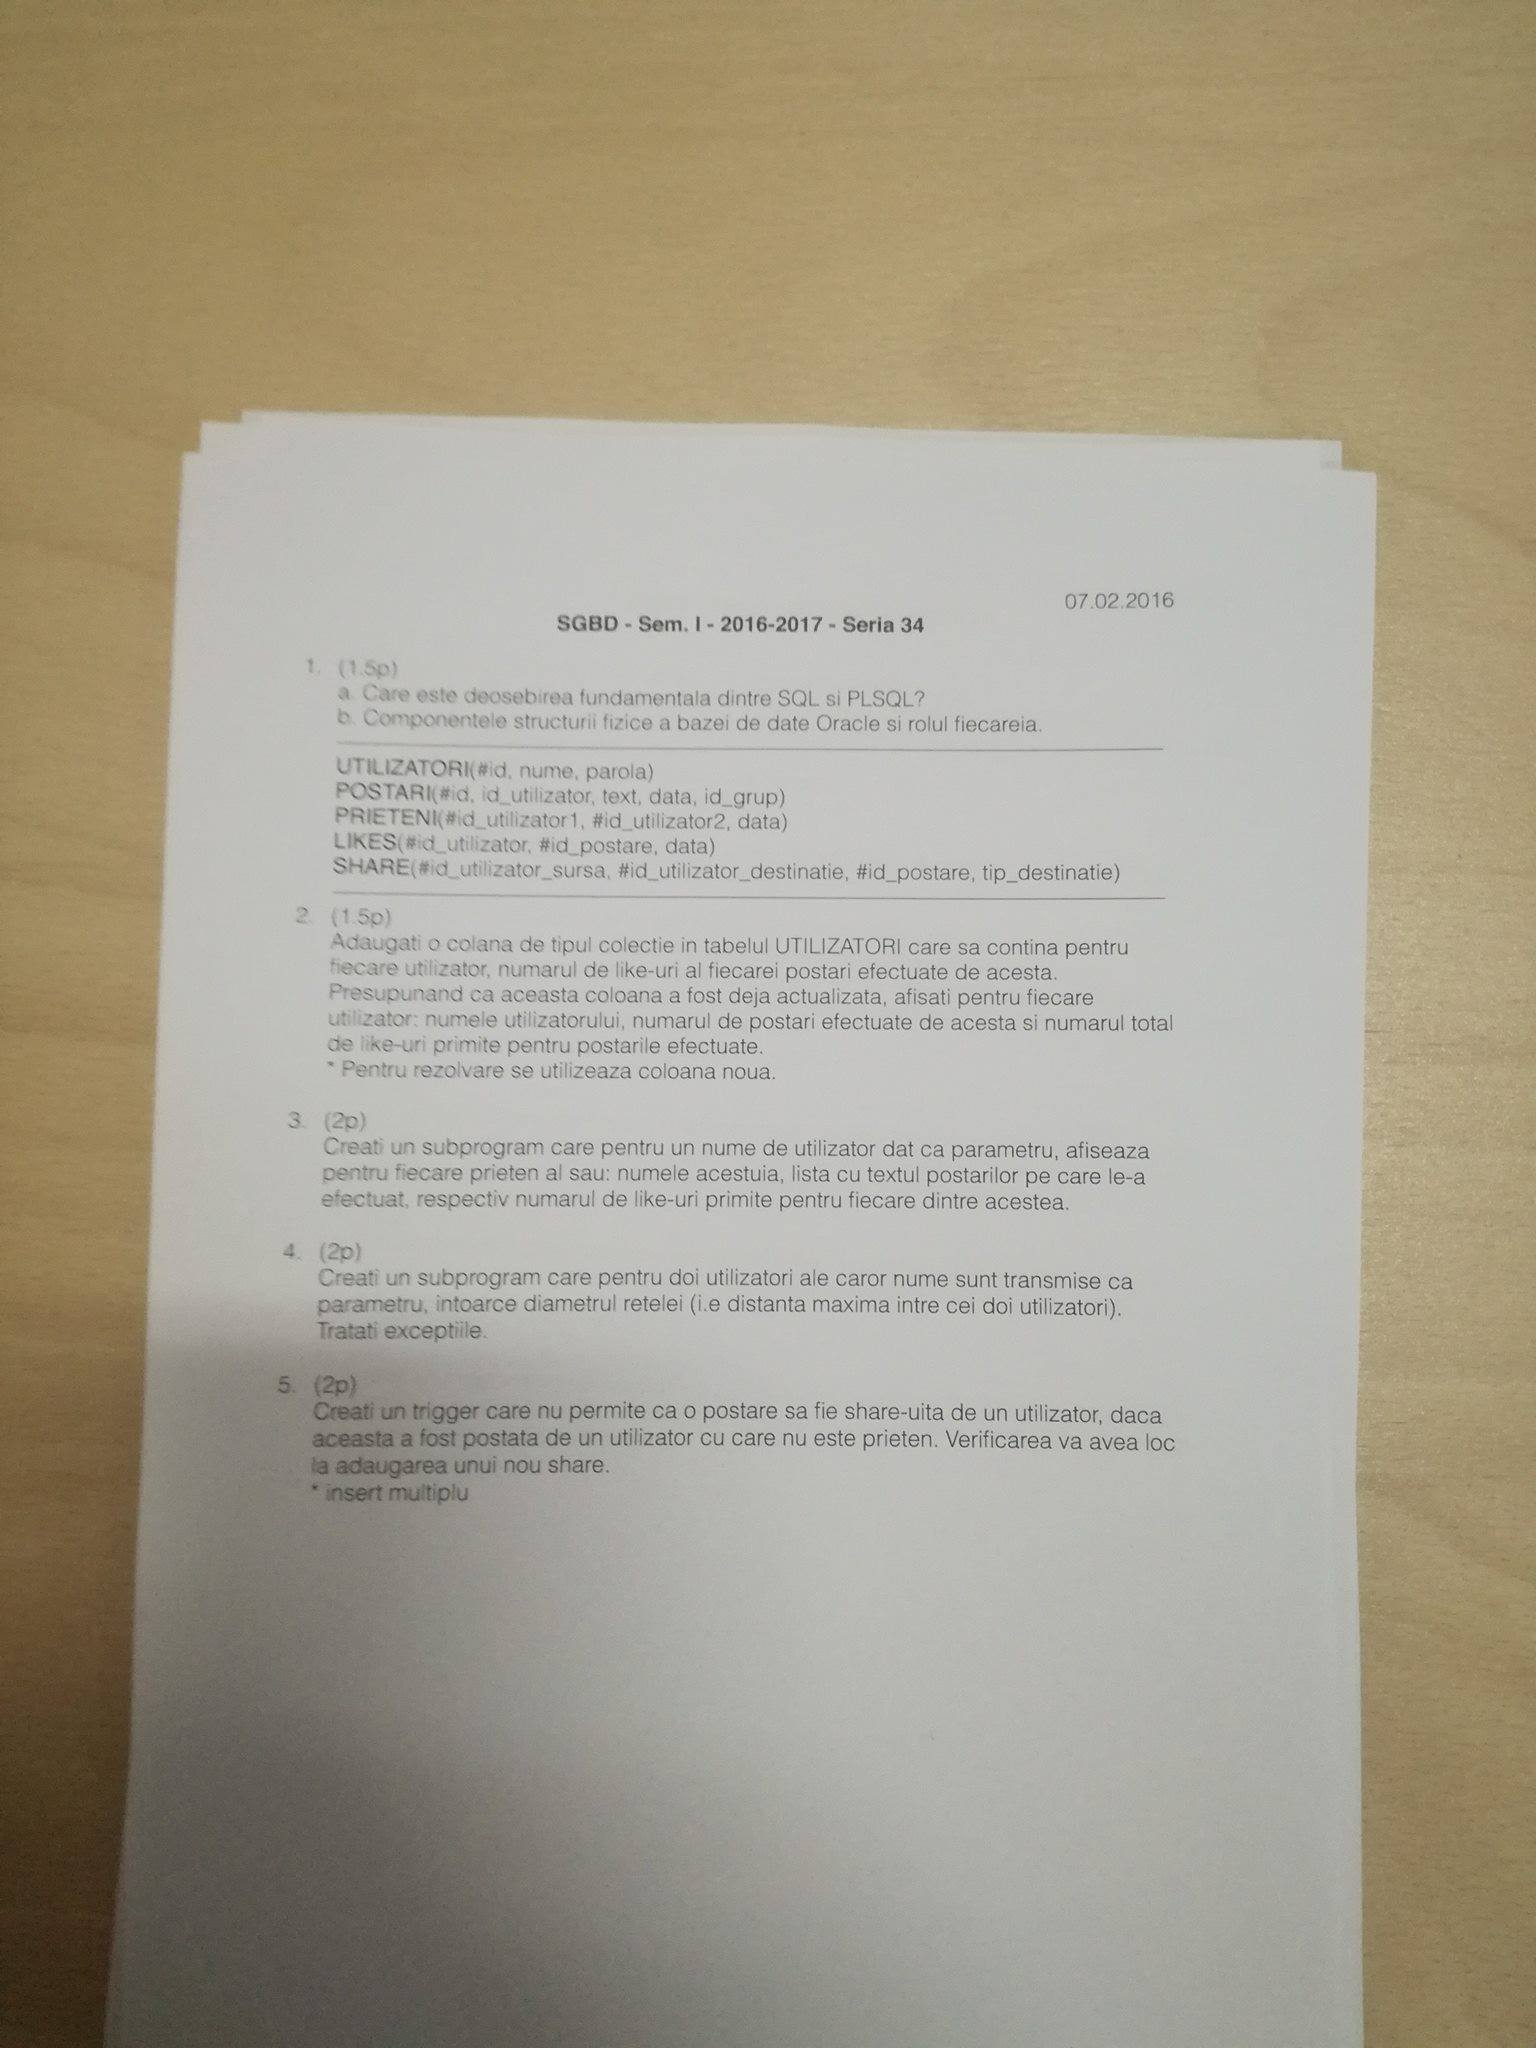 07.02.2016
SGBD - Sem. I - 2016-2017 - Seria 34
1. (1.5p)
a. Care este deosebirea fundamentala dintre SQL si PLSQL?
b. Componentele structurii fizice a bazei de date Oracle si rolul fiecareia.
UTILIZATORI(#id, nume, parola)
POSTARI(#id, id_utilizator, text, data, id_grup)
PRIETENI(#id_utilizator1, #id_utilizator2, data)
LIKES(#id_utilizator, #id_postare, data)
SHARE(#id_utilizator_sursa, #id_utilizator_destinatie, #id_postare, tip_destinatie)
2. (1.5p)
Adaugati o colana de tipul colectie in tabelul UTILIZATORI care sa contina pentru
fiecare utilizator, numarul de like-uri al fiecarei postari efectuate de acesta.
Presupunand ca aceasta coloana a fost deja actualizata, afisati pentru fiecare
utilizator: numele utilizatorului, numarul de postari efectuate de acesta si numarul total
de like-uri primite pentru postarile efectuate.
* Pentru rezolvare se utilizeaza coloana noua.
3. (2p)
Creati un subprogram care pentru un nume de utilizator dat ca parametru, afiseaza
pentru fiecare prieten al sau: numele acestuia, lista cu textul postarilor pe care le-a
efectuat, respectiv numarul de like-uri primite pentru fiecare dintre acestea.
4. (2p)
Creati un subprogram care pentru doi utilizatori ale caror nume sunt transmise ca
parametru, intoarce diametrul retelei (i.e distanta maxima intre cei doi utilizatori).
Tratati exceptiile.
5. (2p)
Creati un trigger care nu permite ca o postare sa fie share-uita de un utilizator, daca
aceasta a fost postata de un utilizator cu care nu este prieten. Verificarea va avea loc
la adaugarea unui nou share.
* insert multiplu